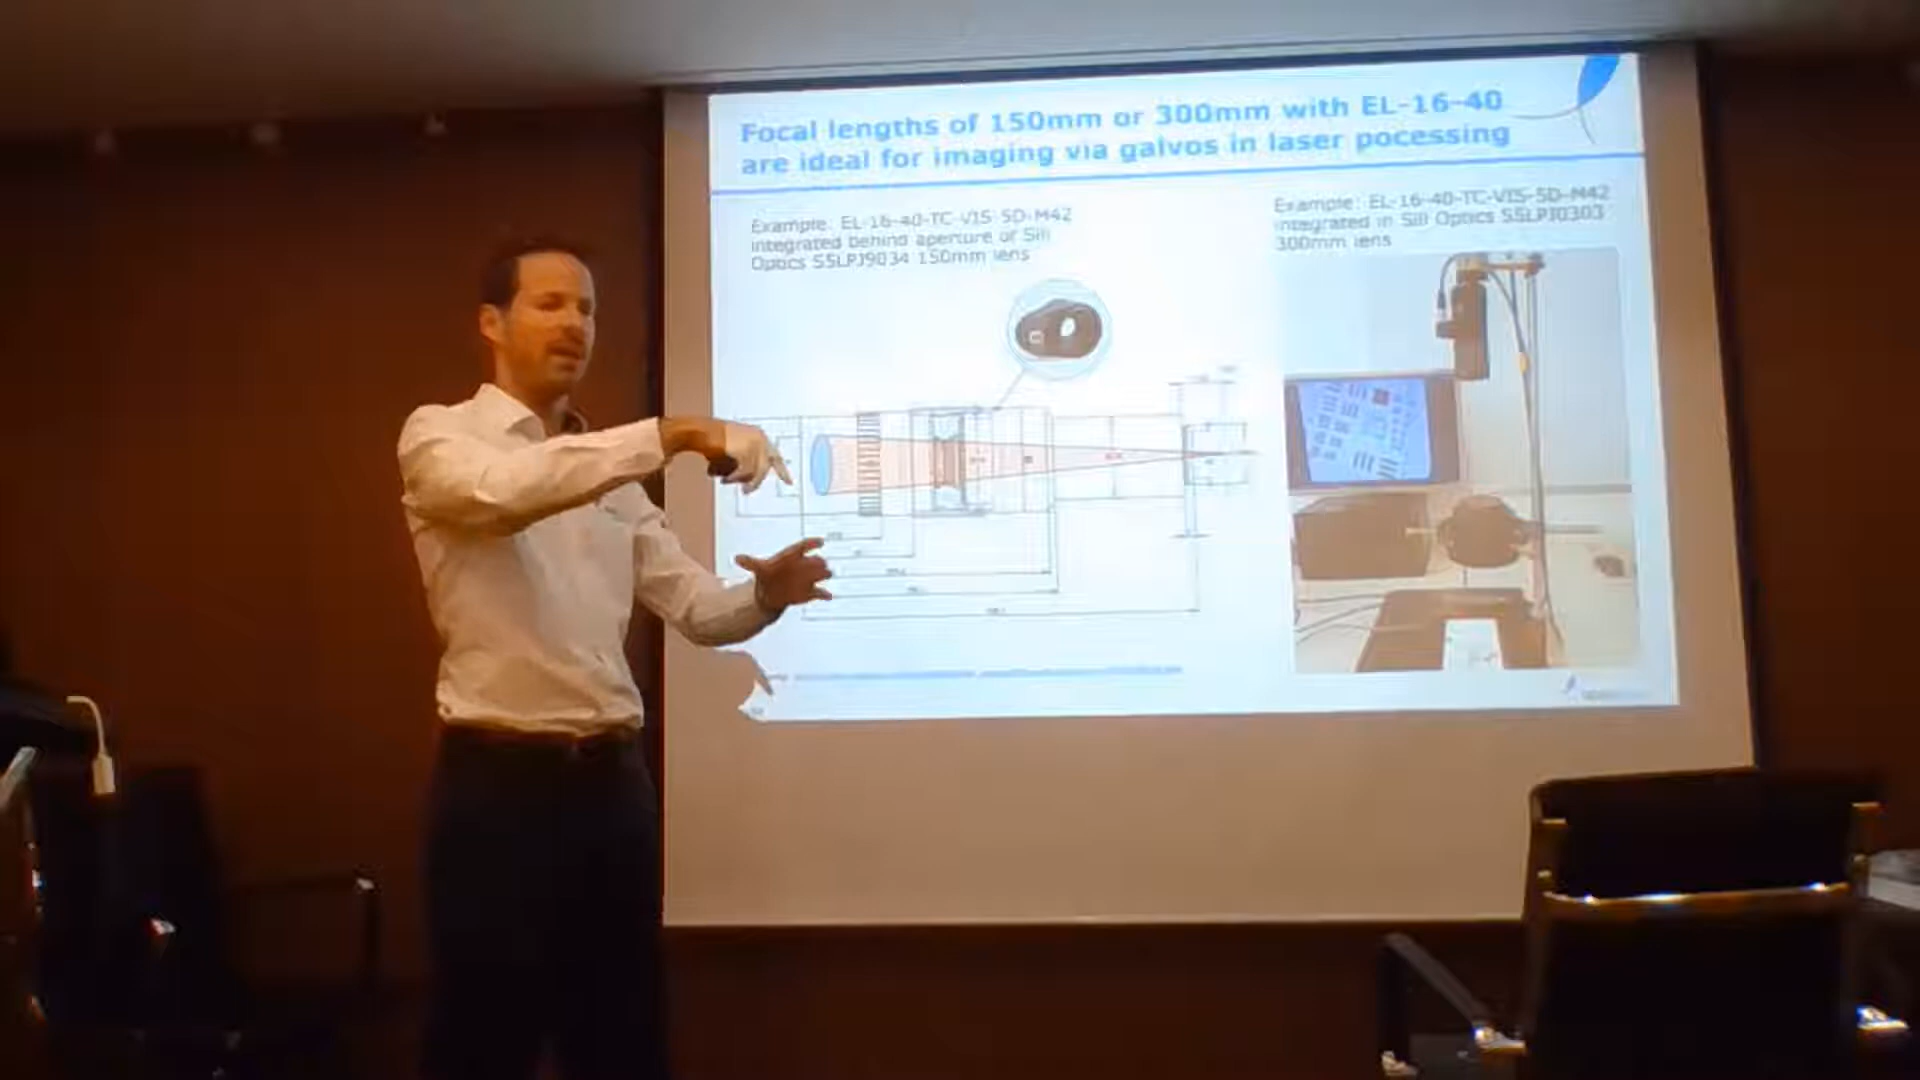 Focal lengths of 150mm or 300mm with EL-16-40
are ideal for imaging via galvos in laser pocessing
Example: EL-16-40-TC-VIS-5D-M42
integrated behind aperture of Sill
Optics S5LPJ9034 150mm lens
Example: EL-16-40-TC-VIS-5D-M42
integrated in Sill Optics S5LPJ0303
300mm lens